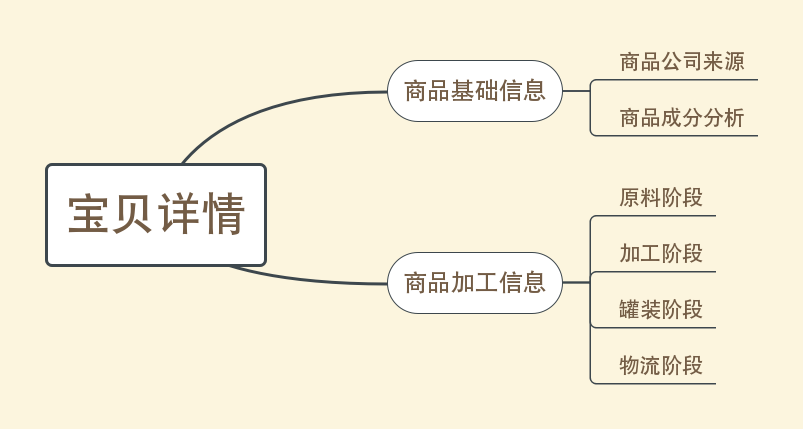 宝贝详情
商品基础信息
商品公司来源
商品成分分析
商品加工信息
原料阶段
加工阶段
罐装阶段
物流阶段